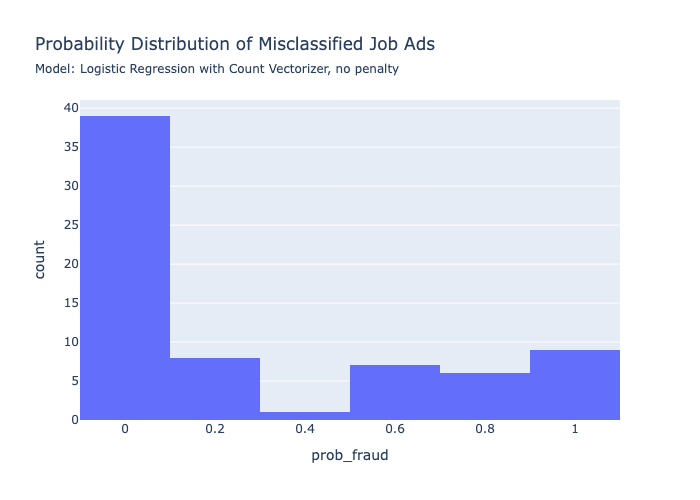 Probability Distribution of Misclassified Job Ads
Model: Logistic Regression with Count Vectorizer, no penalty
40
35
30
25
20
15
10
5
0
count
0 0.2 0.4 0.6 0.8 1
prob_fraud